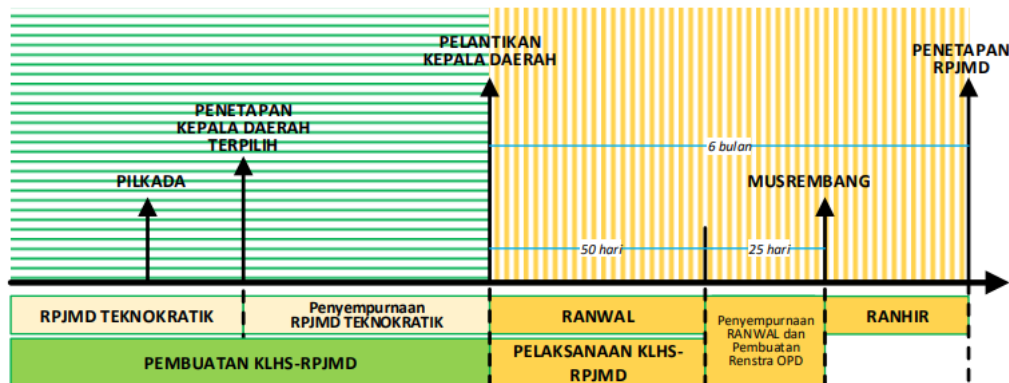 PELANTIKAN
KEPALA DAERAH
PENETAPAN
RPJMD
PENETAPAN
KEPALA DAERAH
TERPILIH
6 bulan
PILKADA
MUSREMBANG
50 hari
25 hari
RPJMD TEKNOKRATIK
Penyempurnaan
RPJMD TEKNOKRATIK
RANWAL
Penyempurnaan
RANWAL dan
Pembuatan
Renstra OPD
RANHIR
PEMBUATAN KLHS-RPJMD
PELAKSANAAN KLHS-
RPJMD